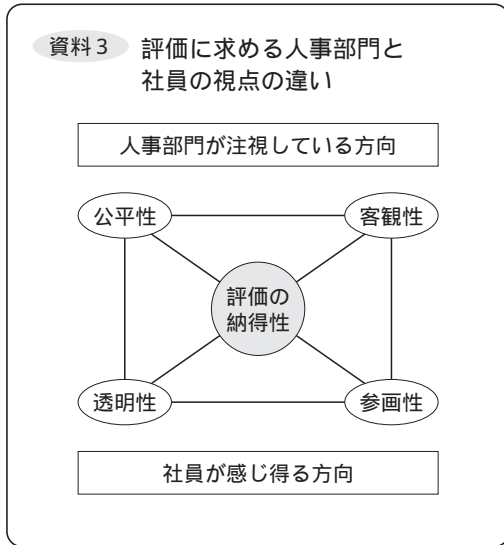 資料3 評価に求める人事部門と
社員の視点の違い
人事部門が注視している方向
公平性 客観性
評価の
納得性
透明性 参画性
社員が感じ得る方向